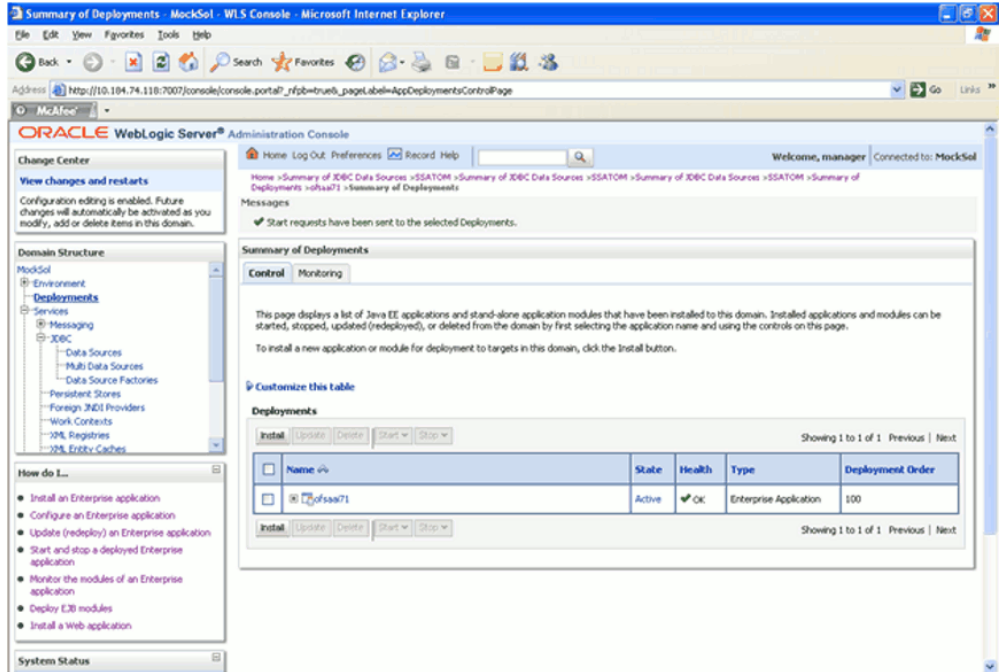 Summary of Deployments - MockSol - WLS Console - Microsoft Internet Explorer
File Edit View Favorites Tools Help
Back Search Favorites
Address http://10.184.74.118:7007/console/console.portal?_nfpb=true&_pageLabel=AppDeploymentsControlPage Go Links »
McAfee
ORACLE WebLogic Server® Administration Console
Change Center
View changes and restarts
Configuration editing is enabled. Future
changes will automatically be activated as you
modify, add or delete items in this domain.
Domain Structure
MockSol
Environment
Deployments
Services
Messaging
JDBC
Data Sources
Multi Data Sources
Data Source Factories
Persistent Stores
Foreign JNDI Providers
Work Contexts
XML Registries
XML Entity Caches
How do I...
Install an Enterprise application
Configure an Enterprise application
Update (redeploy) an Enterprise application
Start and stop a deployed Enterprise
application
Monitor the modules of an Enterprise
application
Deploy EJB modules
Install a Web application
System Status
Home Log Out Preferences Record Help
Welcome, manager Connected to: MockSol
Home >Summary of JDBC Data Sources >SSATOM >Summary of JDBC Data Sources >SSATOM >Summary of JDBC Data Sources >SSATOM >Summary of
Deployments >ofsaai71 >Summary of Deployments
Messages
Start requests have been sent to the selected Deployments.
Summary of Deployments
Control Monitoring
This page displays a list of Java EE applications and stand-alone application modules that have been installed to this domain. Installed applications and modules can be
started, stopped, updated (redeployed), or deleted from the domain by first selecting the application name and using the controls on this page.
To install a new application or module for deployment to targets in this domain, click the Install button.
Customize this table
Deployments
Install Update Delete Start Stop Showing 1 to 1 of 1 Previous | Next
Name State Health Type Deployment Order
ofsaai71 Active OK Enterprise Application 100
Install Update Delete Start Stop Showing 1 to 1 of 1 Previous | Next